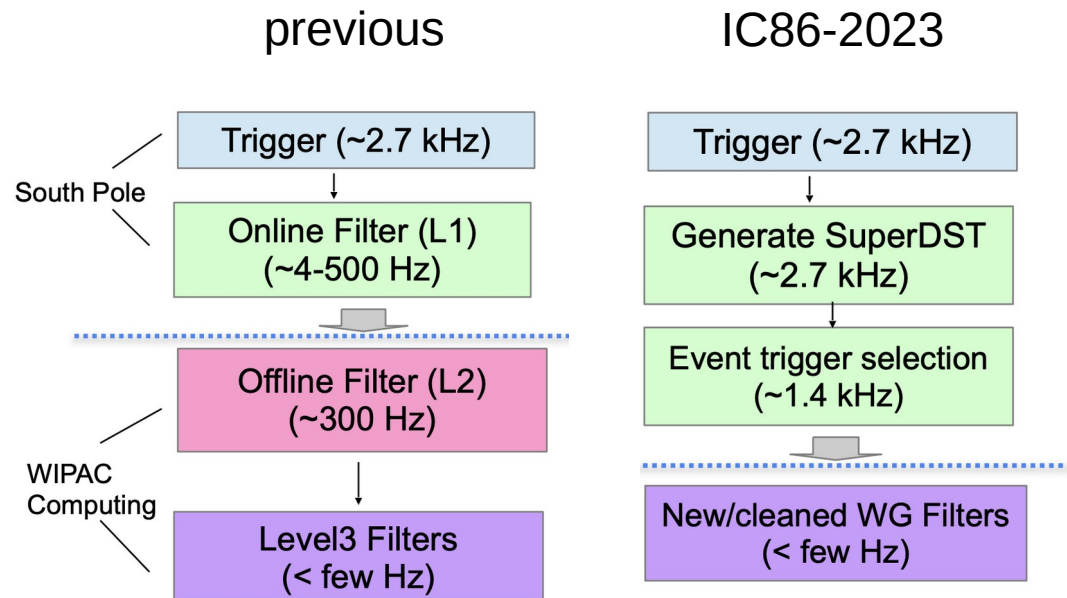 previous
South Pole
Trigger (~2.7 kHz)
Online Filter (L1)
(~4-500 Hz)
WIPAC
Computing
Offline Filter (L2)
(~300 Hz)
Level3 Filters
(< few Hz)
IC86-2023
Trigger (~2.7 kHz)
Generate SuperDST
(~2.7 kHz)
Event trigger selection
(~1.4 kHz)
New/cleaned WG Filters
(< few Hz)